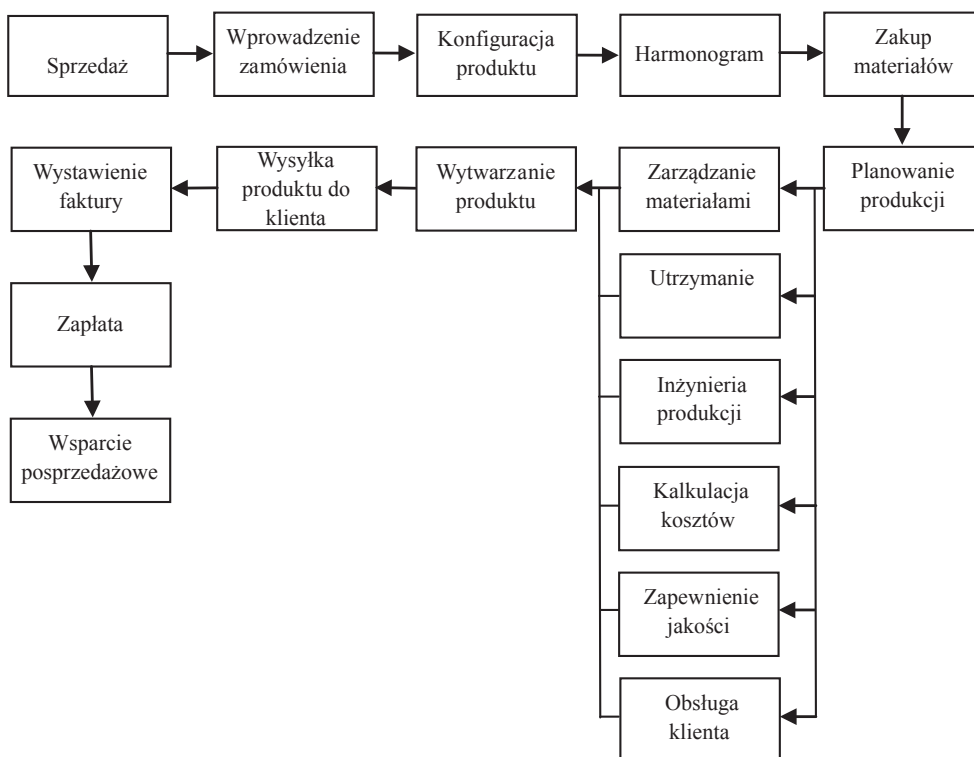 Sprzedaż
Wprowadzenie
zamówienia
Konfiguracja
produktu
Harmonogram
Zakup
materiałów
Wystawienie
faktury
Wysyłka
produktu do
klienta
Wytwarzanie
produktu
Zarządzanie
materiałami
Planowanie
produkcji
Utrzymanie
Zapłata
Inżynieria
produkcji
Wsparcie
posprzedażowe
Kalkulacja
kosztów
Zapewnienie
jakości
Obsługa
klienta